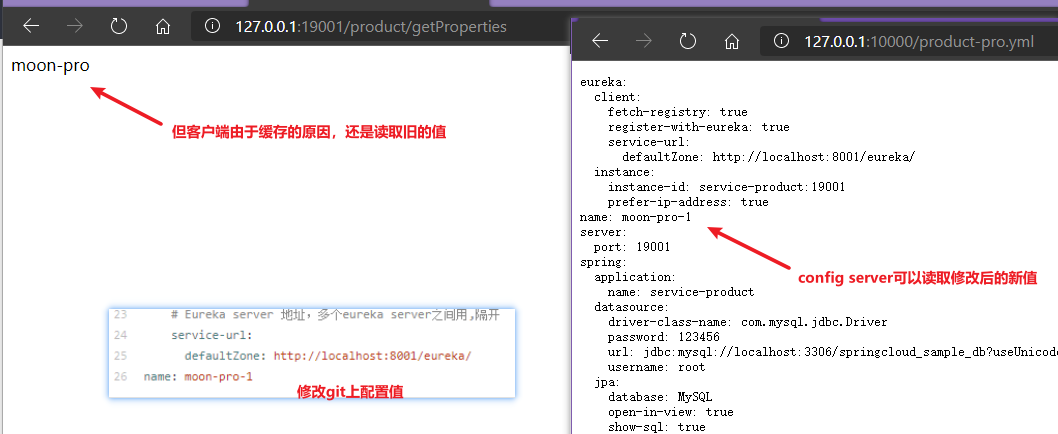 127.0.0.1:19001/product/getProperties
moon-pro
但客户端由于缓存的原因，还是读取旧的值
23 # Eureka server 地址，多个eureka server之间用,隔开
24 service-url:
25 defaultZone: http://localhost:8001/eureka/
26 name: moon-pro-1
修改git上配置值
127.0.0.1:10000/product-pro.yml
eureka:
client:
fetch-registry: true
register-with-eureka: true
service-url:
defaultZone: http://localhost:8001/eureka/
instance:
instance-id: service-product:19001
prefer-ip-address: true
name: moon-pro-1
server:
port: 19001
config server可以读取修改后的新值
spring:
application:
name: service-product
datasource:
driver-class-name: com.mysql.jdbc.Driver
password: 123456
url: jdbc:mysql://localhost:3306/springcloud_sample_db?useUnicod
username: root
jpa:
database: MySQL
open-in-view: true
show-sql: true